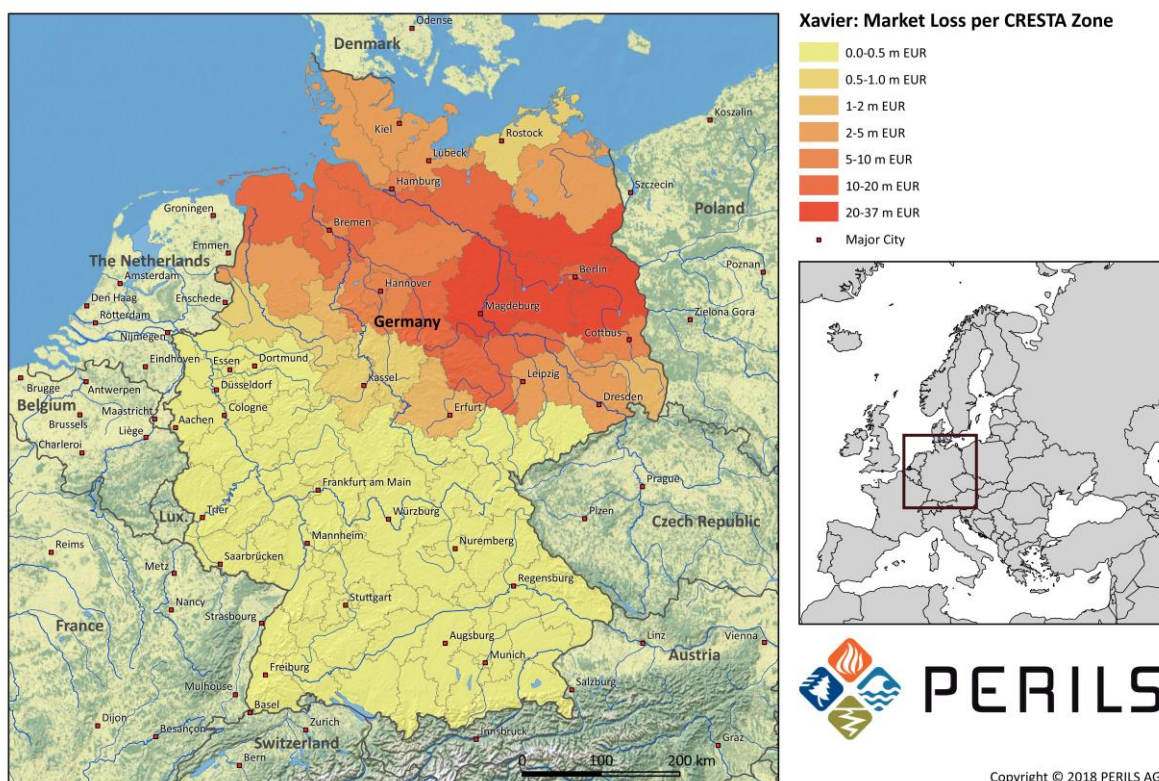 Xavier: Market Loss per CRESTA Zone
0.0-0.5 m EUR
0.5-1.0 m EUR
1-2 m EUR
2-5 m EUR
5-10 m EUR
10-20 m EUR
20-37 m EUR
Major City
Odense
Denmark
Koszalin
Kiel
Rostock
Lübeck
Hamburg
Szczecin
Groningen
Poland
Bremen
Emmen
The Netherlands
Amsterdam
Berlin
Poznan
Hannover
Den Haag
Enschede
Magdeburg
Rotterdam
Germany
Zielona Gora
Cottbus
Nijmegen
Eindhoven
Essen
Dortmund
Brugge
Antwerpen
Düsseldorf
Kassel
Leipzig
Belgium
Maastricht
Cologne
Erfurt
Dresden
Brussels
Aachen
Liège
Charleroi
Frankfurt am Main
Prague
Lux.
Trier
Würzburg
Plzen
Czech Republic
Mannheim
Nuremberg
Reims
Saarbrücken
Metz
Regensburg
Nancy
Stuttgart
Strasbourg
France
Augsburg
Linz
Vienna
Munich
Austria
Freiburg
Mulhouse
Salzburg
Basel
Dijon
Zurich
Besançon
Switzerland
Innsbruck
Graz
Bern
0 100 200 km
PERILS
Copyright © 2018 PERILS AG